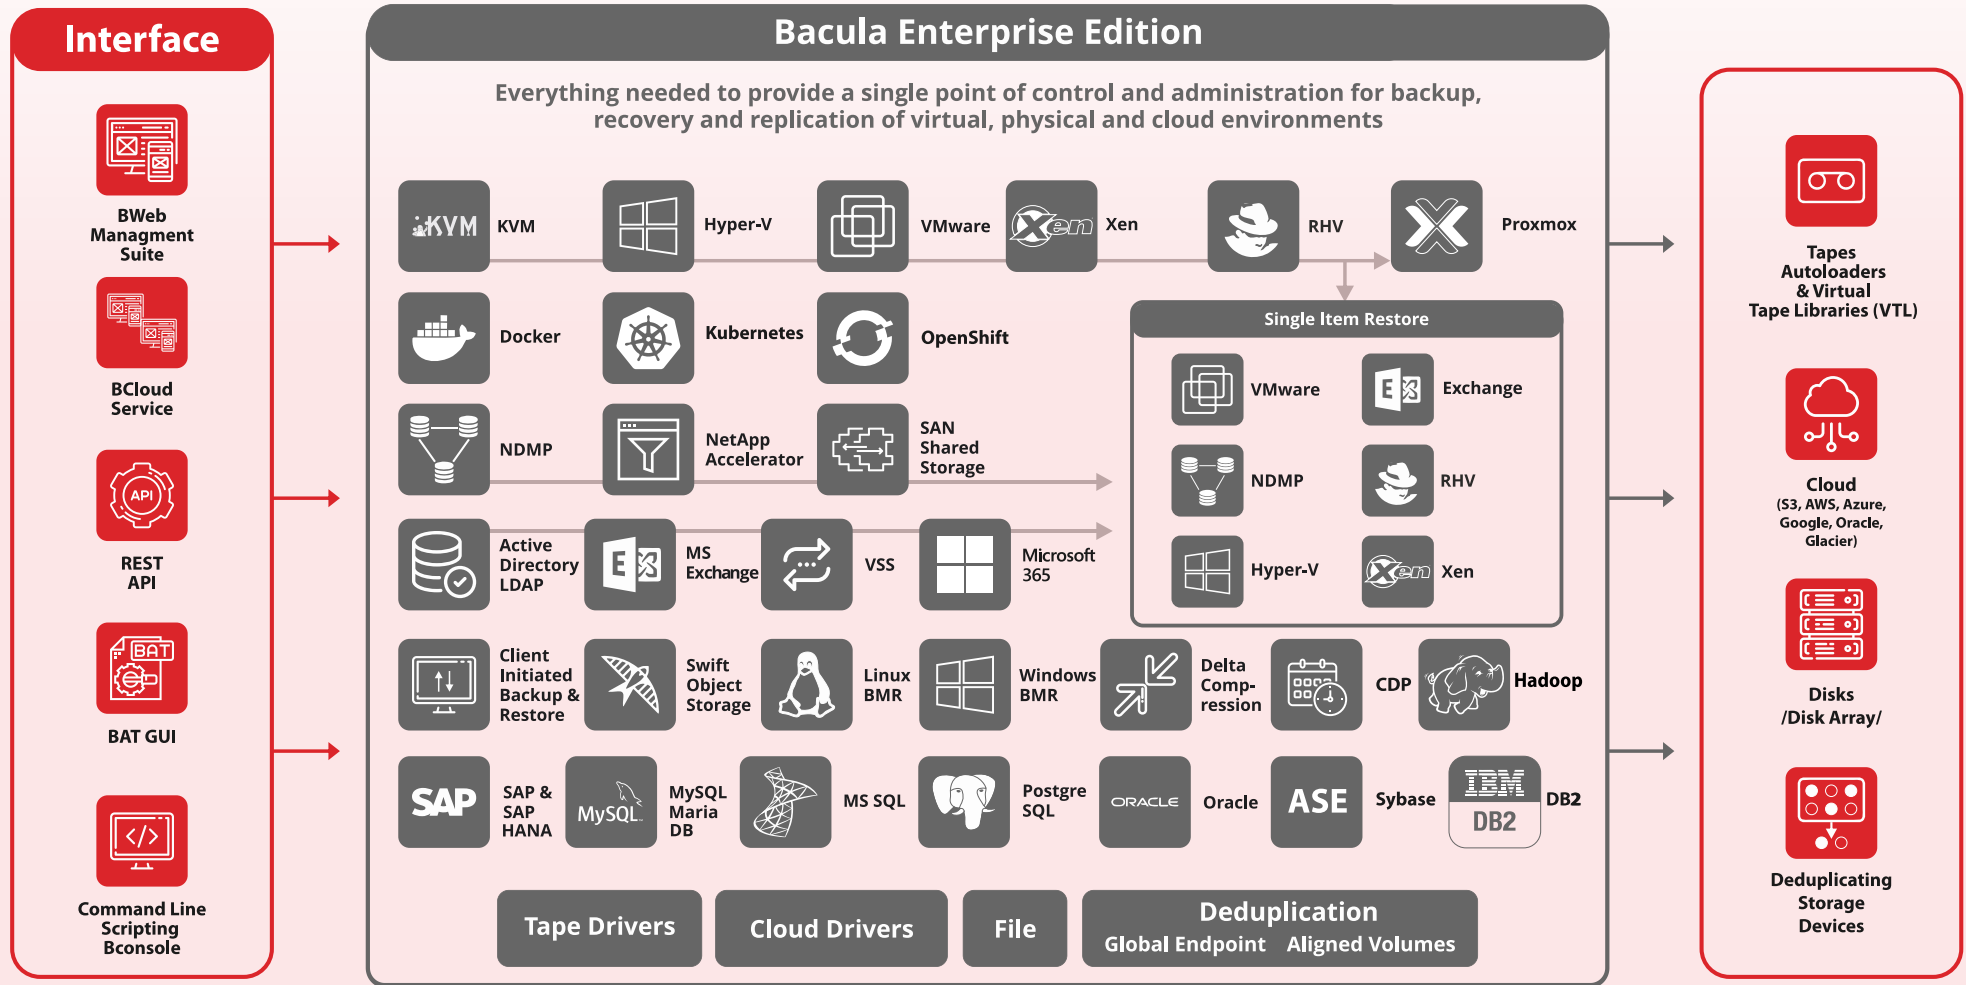 Interface
BWeb
Managment
Suite
BCloud
Service
API
REST
API
BAT
BAT GUI
</>
Command Line
Scripting
Bconsole
Bacula Enterprise Edition
Everything needed to provide a single point of control and administration for backup,
recovery and replication of virtual, physical and cloud environments
KVM
KVM
Hyper-V
VMware
Xen
Xen
RHV
Proxmox
Docker
Kubernetes
OpenShift
NDMP
NetApp
Accelerator
SAN
Shared
Storage
Active
Directory
LDAP
E
MS
Exchange
VSS
Microsoft
365
Single Item Restore
VMware
E
Exchange
NDMP
RHV
Hyper-V
Xen
Xen
Client
Initiated
Backup &
Restore
Swift
Object
Storage
Linux
BMR
Windows
BMR
Delta
Comp-
ression
CDP
Hadoop
SAP
SAP &
SAP
HANA
MySQL
MySQL
Maria
DB
MS SQL
Postgre
SQL
ORACLE
Oracle
ASE
Sybase
IBM
DB2
DB2
Tape Drivers
Cloud Drivers
File
Deduplication
Global Endpoint Aligned Volumes
Tapes
Autoloaders
& Virtual
Tape Libraries (VTL)
Cloud
(S3, AWS, Azure,
Google, Oracle,
Glacier)
Disks
/Disk Array/
Deduplicating
Storage
Devices